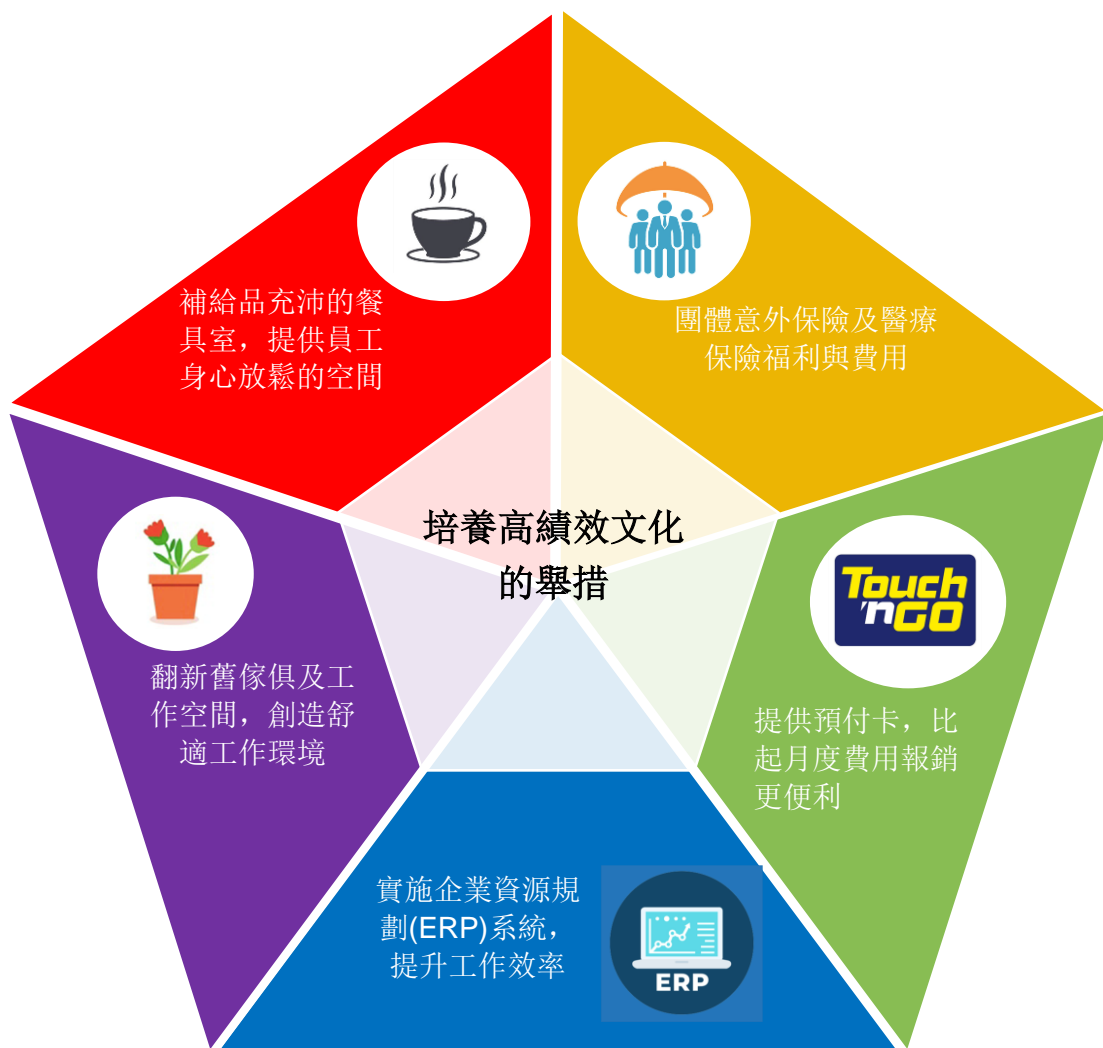 補給品充沛的餐
具室，提供員工
身心放鬆的空間
團體意外保險及醫療
保險福利與費用
培養高績效文化
的舉措
翻新舊傢俱及工
作空間，創造舒
適工作環境
Touch
'nGO
提供預付卡，比
起月度費用報銷
更便利
實施企業資源規
劃(ERP)系統，
提升工作效率
ERP